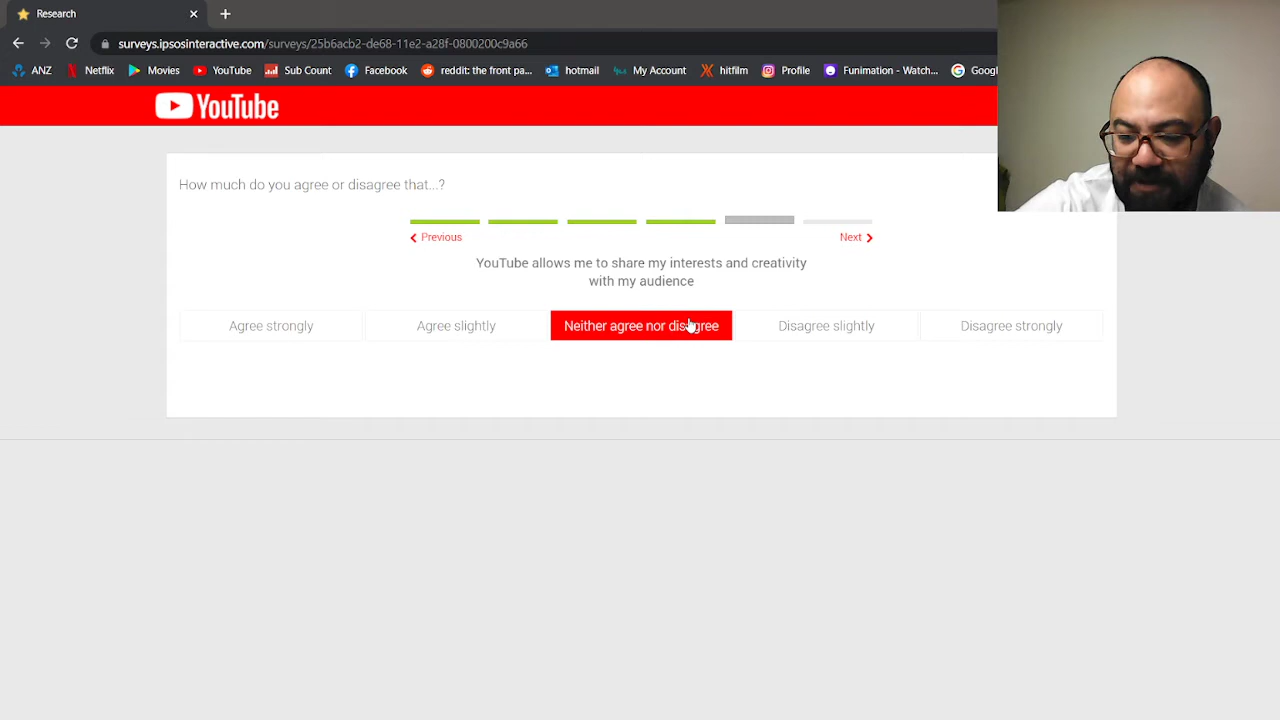 Research
surveys.ipsosinteractive.com/surveys/25b6acb2-de68-11e2-a28f-0800200c9a66
ANZ Netflix Movies YouTube Sub Count Facebook reddit: the front pa... hotmail My Account hitfilm Profile Funimation - Watch... Googl
YouTube
How much do you agree or disagree that...?
Previous Next
YouTube allows me to share my interests and creativity
with my audience
Agree strongly Agree slightly Neither agree nor disagree Disagree slightly Disagree strongly